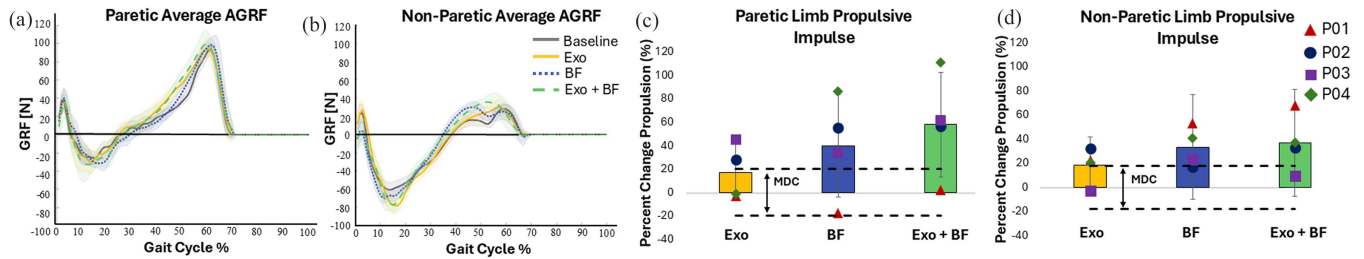 (a)
Paretic Average AGRF
GRF [N]
120
100
80
60
40
20
0
-20
-40
-60
-80
-100
0 10 20 30 40 50 60 70 80 90 100
Gait Cycle %
(b)
Non-Paretic Average AGRF
Baseline
Exo
BF
Exo + BF
GRF [N]
120
100
80
60
40
20
0
-20
-40
-60
-80
-100
0 10 20 30 40 50 60 70 80 90 100
Gait Cycle %
(c)
Paretic Limb Propulsive
Impulse
Percent Change Propulsion (%)
120
100
80
60
40
20
0
-20
-40
MDC
Exo BF Exo + BF
(d)
Non-Paretic Limb Propulsive
Impulse
P01
P02
P03
P04
Percent Change Propulsion (%)
120
100
80
60
40
20
0
-20
-40
MDC
Exo BF Exo + BF